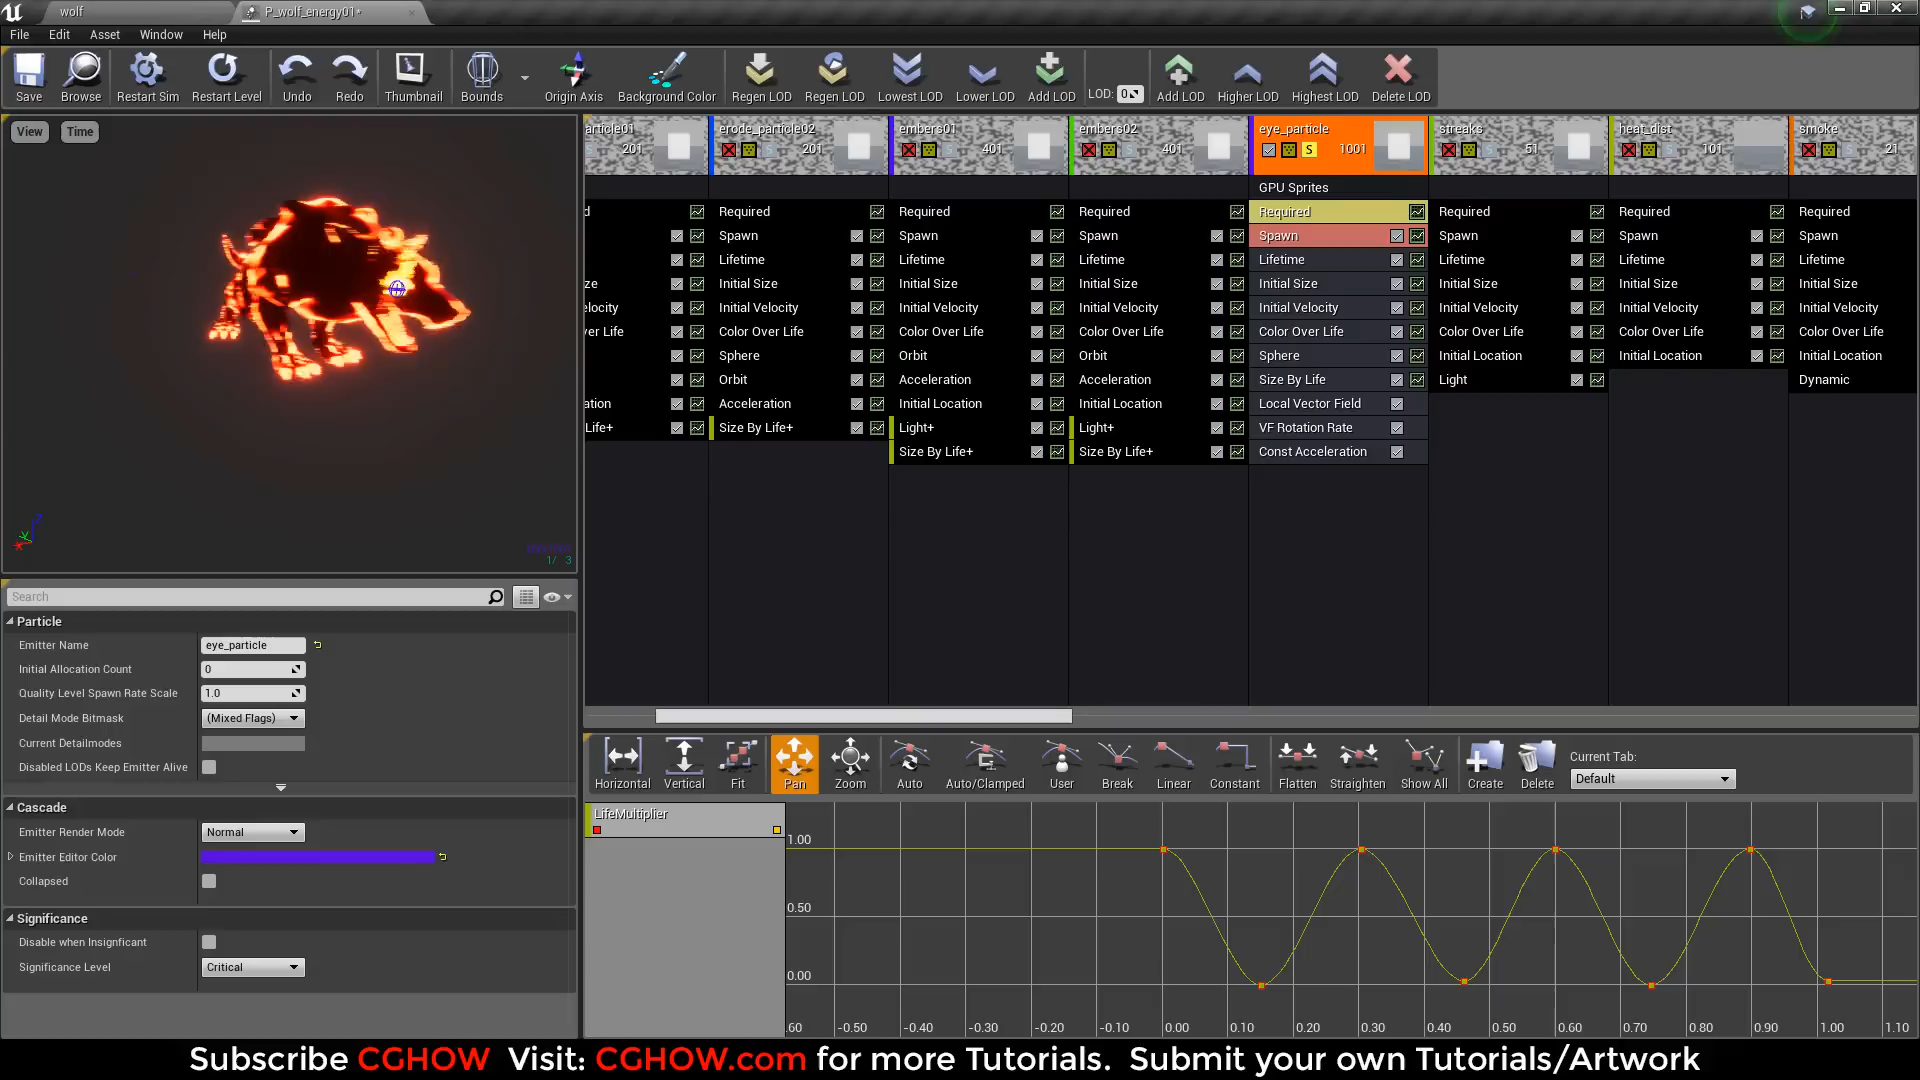 wolf
P_wolf_energy01*
File Edit Asset Window Help
Save Browse Restart Sim Restart Level Undo Redo Thumbnail Bounds Origin Axis Background Color Regen LOD Regen LOD Lowest LOD Lower LOD Add LOD LOD: 0 Add LOD Higher LOD Highest LOD Delete LOD
View Time
article01 erode_particle02 embers01 embers02 eye_particle streaks heat_dist smoke
201 S 201 401 401 S 1001 51 101 21
GPU Sprites
d Required Required Required Required Required Required Required
Spawn Spawn Spawn Spawn Spawn Spawn Spawn
Lifetime Lifetime Lifetime Lifetime Lifetime Lifetime Lifetime
ze Initial Size Initial Size Initial Size Initial Size Initial Size Initial Size Initial Size
elocity Initial Velocity Initial Velocity Initial Velocity Initial Velocity Initial Velocity Initial Velocity Initial Velocity
ver Life Color Over Life Color Over Life Color Over Life Color Over Life Color Over Life Color Over Life Color Over Life
Sphere Orbit Orbit Sphere Initial Location Initial Location Initial Location
Orbit Acceleration Acceleration Size By Life Light Dynamic
ation Acceleration Initial Location Initial Location Local Vector Field
Life+ Size By Life+ Light+ Light+ VF Rotation Rate
Size By Life+ Size By Life+ Const Acceleration
Z
Y
X
1/ 3
Search
Particle
Emitter Name eye_particle
Initial Allocation Count 0
Quality Level Spawn Rate Scale 1.0
Detail Mode Bitmask (Mixed Flags)
Current Detailmodes
Disabled LODs Keep Emitter Alive
Cascade
Emitter Render Mode Normal
Emitter Editor Color
Collapsed
Significance
Disable when Insignficant
Significance Level Critical
Horizontal Vertical Fit Pan Zoom Auto Auto/Clamped User Break Linear Constant Flatten Straighten Show All Create Delete
Current Tab:
Default
LifeMultiplier
1.00
0.50
0.00
.60 -0.50 -0.40 -0.30 -0.20 -0.10 0.00 0.10 0.20 0.30 0.40 0.50 0.60 0.70 0.80 0.90 1.00 1.10
Subscribe CGHOW Visit: CGHOW.com for more Tutorials. Submit your own Tutorials/Artwork